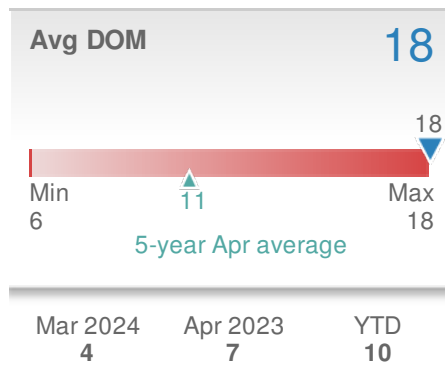 Avg DOM 18
18
Min 11 Max
6 18
5-year Apr average
Mar 2024 Apr 2023 YTD
4 7 10